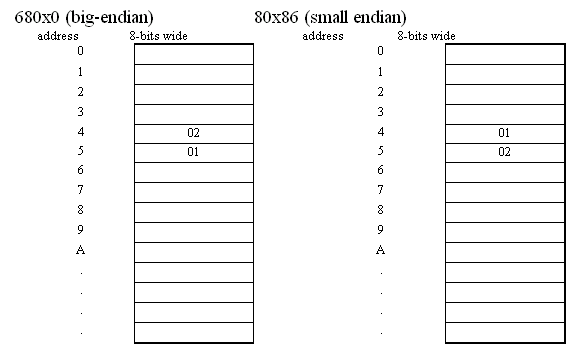 680x0 (big-endian) 80x86 (small endian)
address 8-bits wide address 8-bits wide
0 0
1 1
2 2
3 3
4 02 4 01
5 01 5 02
6 6
7 7
8 8
9 9
A A
. .
. .
. .
. .